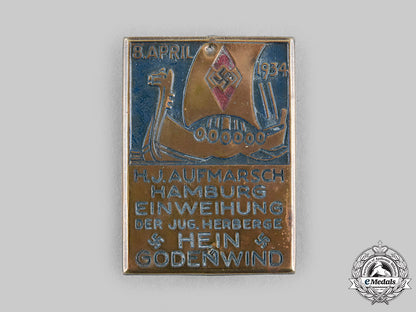 8. APRIL 1934
H.J. AUFMARSCH
HAMBURG
EINWEIHUNG
DER JUG. HERBERGE
HEIN
GODENWIND
eMedals